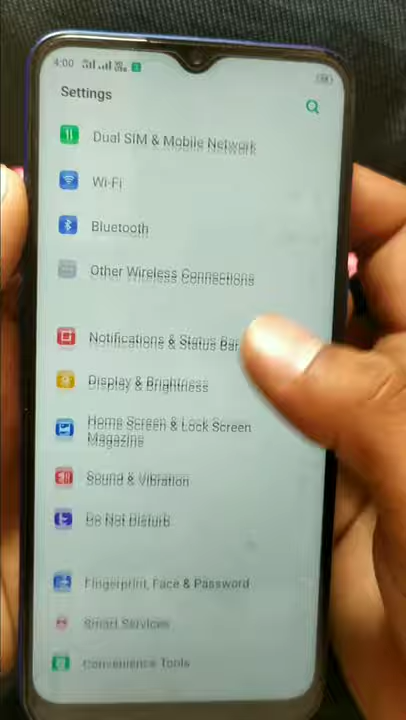 4:00
Settings
Dual SIM & Mobile Network
Wi-Fi
Bluetooth
Other Wireless Connections
Notifications & Status Bar
Display & Brightness
Home Screen & Lock Screen
Magazine
Sound & Vibration
Do Not Disturb
Fingerprint, Face & Password
Smart Services
Convenience Tools